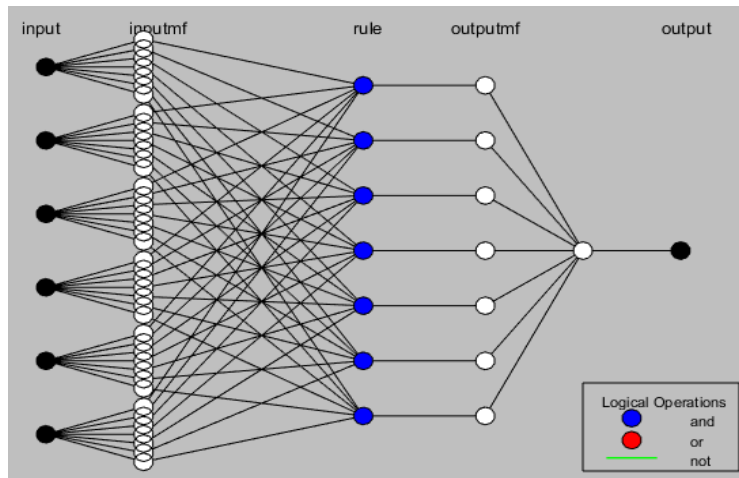 input inputmf rule outputmf output
Logical Operations
and
or
not